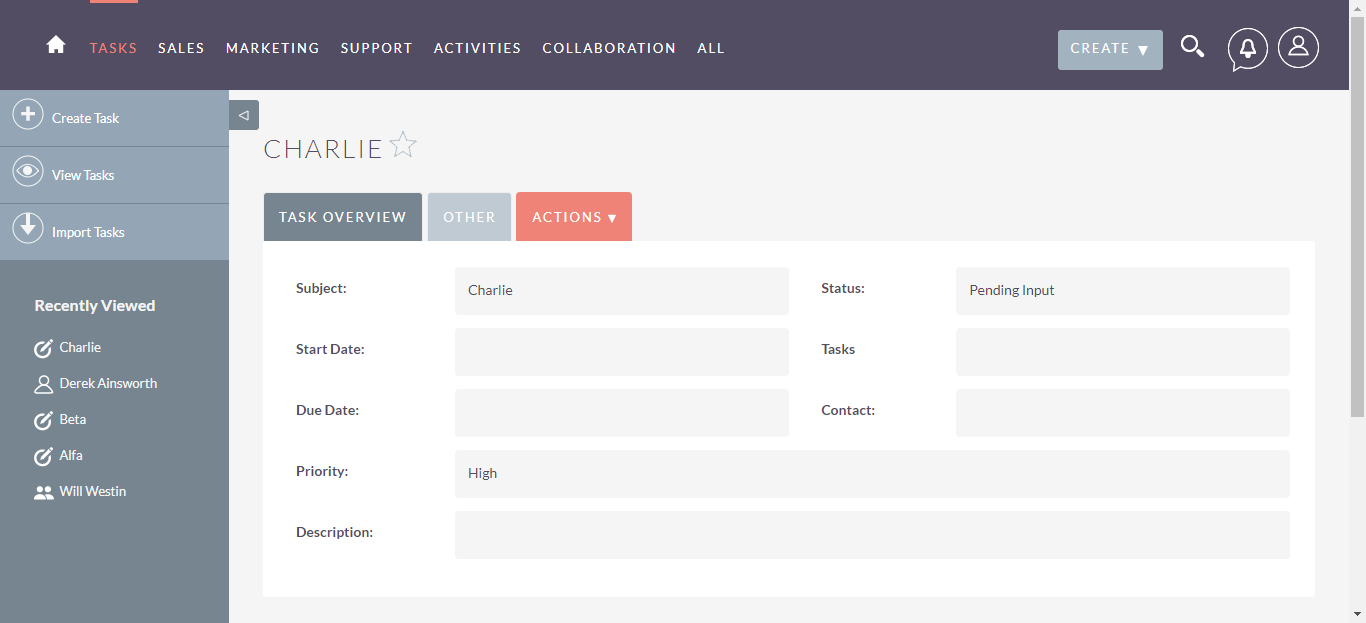 TASKS SALES MARKETING SUPPORT ACTIVITIES COLLABORATION ALL CREATE ▼
Create Task
View Tasks
Import Tasks
Recently Viewed
Charlie
Derek Ainsworth
Beta
Alfa
Will Westin
CHARLIE
TASK OVERVIEW OTHER ACTIONS ▼
Subject: Charlie Status: Pending Input
Start Date: Tasks
Due Date: Contact:
Priority: High
Description: